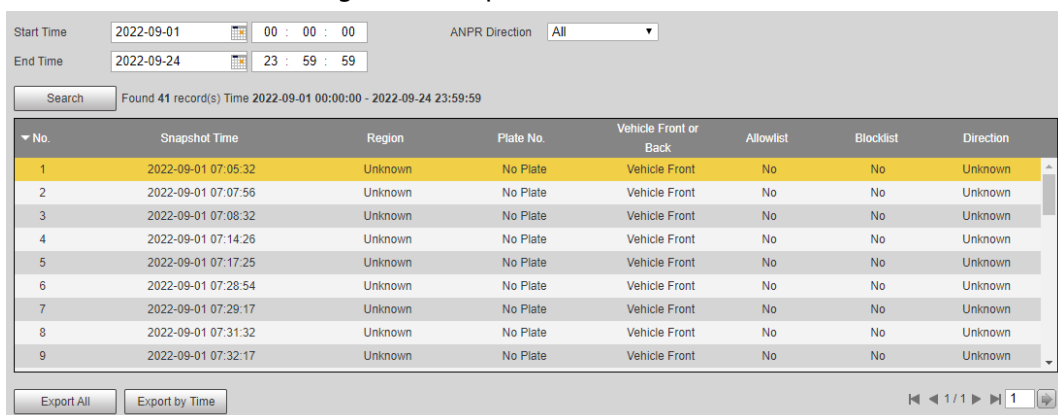 Start Time 2022-09-01 00 : 00 : 00 ANPR Direction All
End Time 2022-09-24 23 : 59 : 59
Search Found 41 record(s) Time 2022-09-01 00:00:00 - 2022-09-24 23:59:59
No. Snapshot Time Region Plate No. Vehicle Front or Back Allowlist Blocklist Direction
1 2022-09-01 07:05:32 Unknown No Plate Vehicle Front No No Unknown
2 2022-09-01 07:07:56 Unknown No Plate Vehicle Front No No Unknown
3 2022-09-01 07:08:32 Unknown No Plate Vehicle Front No No Unknown
4 2022-09-01 07:14:26 Unknown No Plate Vehicle Front No No Unknown
5 2022-09-01 07:17:25 Unknown No Plate Vehicle Front No No Unknown
6 2022-09-01 07:28:54 Unknown No Plate Vehicle Front No No Unknown
7 2022-09-01 07:29:17 Unknown No Plate Vehicle Front No No Unknown
8 2022-09-01 07:31:32 Unknown No Plate Vehicle Front No No Unknown
9 2022-09-01 07:32:17 Unknown No Plate Vehicle Front No No Unknown
Export All Export by Time 1 / 1 1